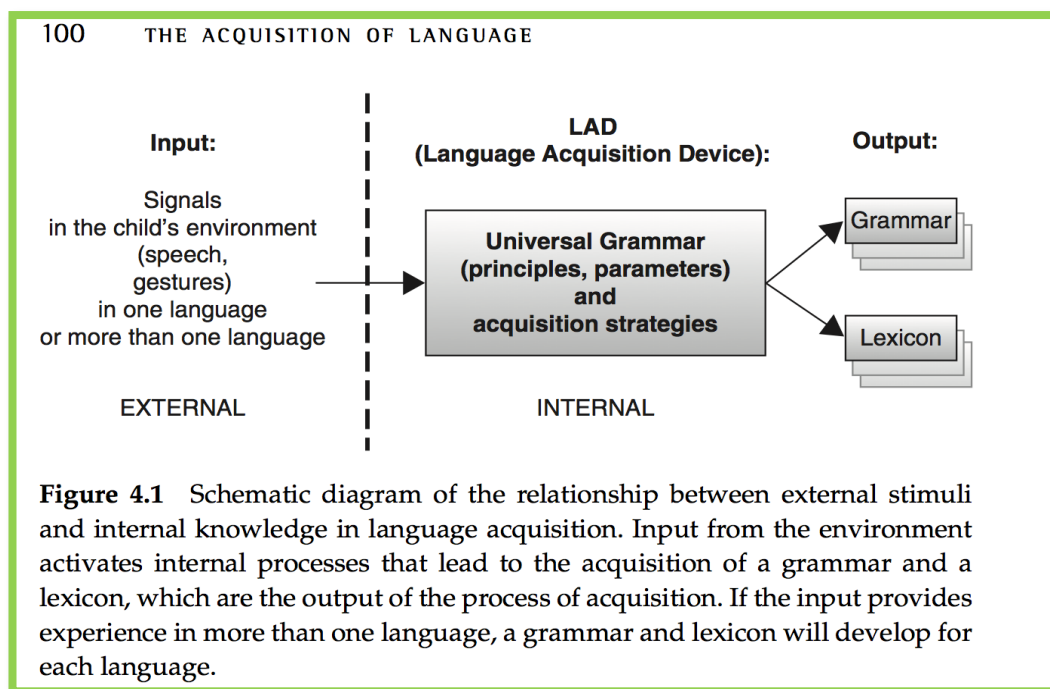 100 THE ACQUISITION OF LANGUAGE
Input:
Signals
in the child's environment
(speech,
gestures)
in one language
or more than one language
EXTERNAL
LAD
(Language Acquisition Device):
Universal Grammar
(principles, parameters)
and
acquisition strategies
INTERNAL
Output:
Grammar
Lexicon
Figure 4.1 Schematic diagram of the relationship between external stimuli
and internal knowledge in language acquisition. Input from the environment
activates internal processes that lead to the acquisition of a grammar and a
lexicon, which are the output of the process of acquisition. If the input provides
experience in more than one language, a grammar and lexicon will develop for
each language.